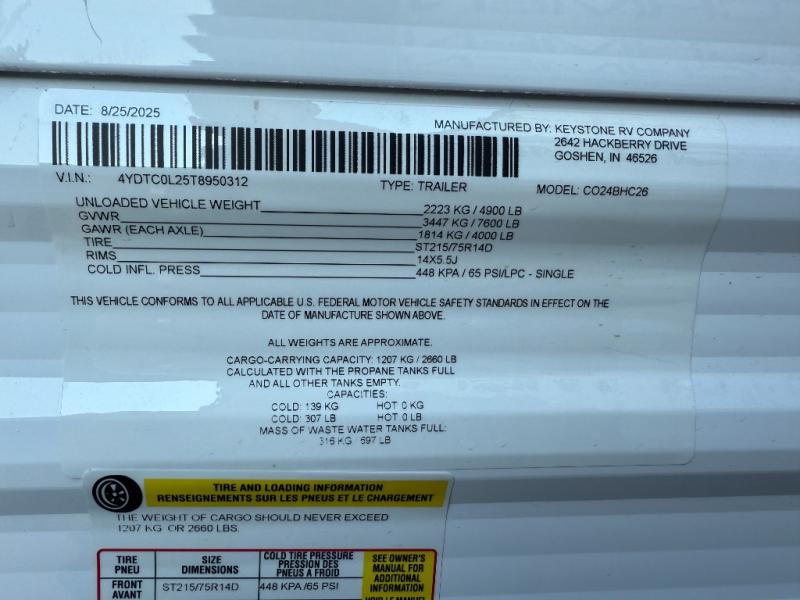 DATE: 8/25/2025
MANUFACTURED BY: KEYSTONE RV COMPANY
2642 HACKBERRY DRIVE
GOSHEN, IN 46526
V.I.N.: 4YDTC0L25T8950312 TYPE: TRAILER MODEL: CO24BHC26
UNLOADED VEHICLE WEIGHT 2223 KG / 4900 LB
GVWR 3447 KG / 7600 LB
GAWR (EACH AXLE) 1814 KG / 4000 LB
TIRE ST215/75R14D
RIMS 14X5.5J
COLD INFL. PRESS 448 KPA / 65 PSI/LPC - SINGLE
THIS VEHICLE CONFORMS TO ALL APPLICABLE U.S. FEDERAL MOTOR VEHICLE SAFETY STANDARDS IN EFFECT ON THE
DATE OF MANUFACTURE SHOWN ABOVE.
ALL WEIGHTS ARE APPROXIMATE.
CARGO-CARRYING CAPACITY: 1207 KG / 2660 LB
CALCULATED WITH THE PROPANE TANKS FULL
AND ALL OTHER TANKS EMPTY.
CAPACITIES:
COLD: 139 KG HOT 0 KG
COLD: 307 LB HOT 0 LB
MASS OF WASTE WATER TANKS FULL:
316 KG / 697 LB
TIRE AND LOADING INFORMATION
RENSEIGNEMENTS SUR LES PNEUS ET LE CHARGEMENT
THE WEIGHT OF CARGO SHOULD NEVER EXCEED
1207 KG OR 2660 LBS.
TIRE
PNEU
SIZE
DIMENSIONS
COLD TIRE PRESSURE
PRESSION DES
PNEUS A FROID
SEE OWNER'S
MANUAL FOR
ADDITIONAL
INFORMATION
VOIR LE MANUEL
FRONT
AVANT
ST215/75R14D
448 KPA /65 PSI